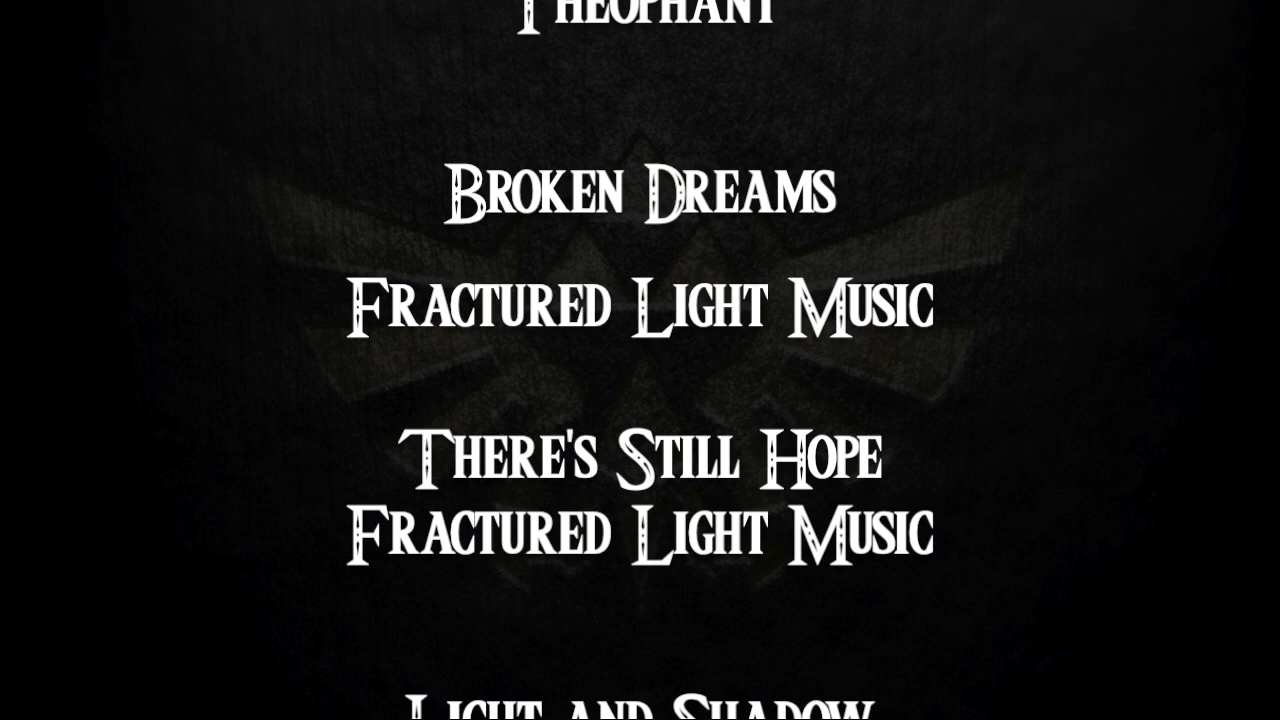 Theophany
Broken Dreams
Fractured Light Music
There's Still Hope
Fractured Light Music
Light and Shadow